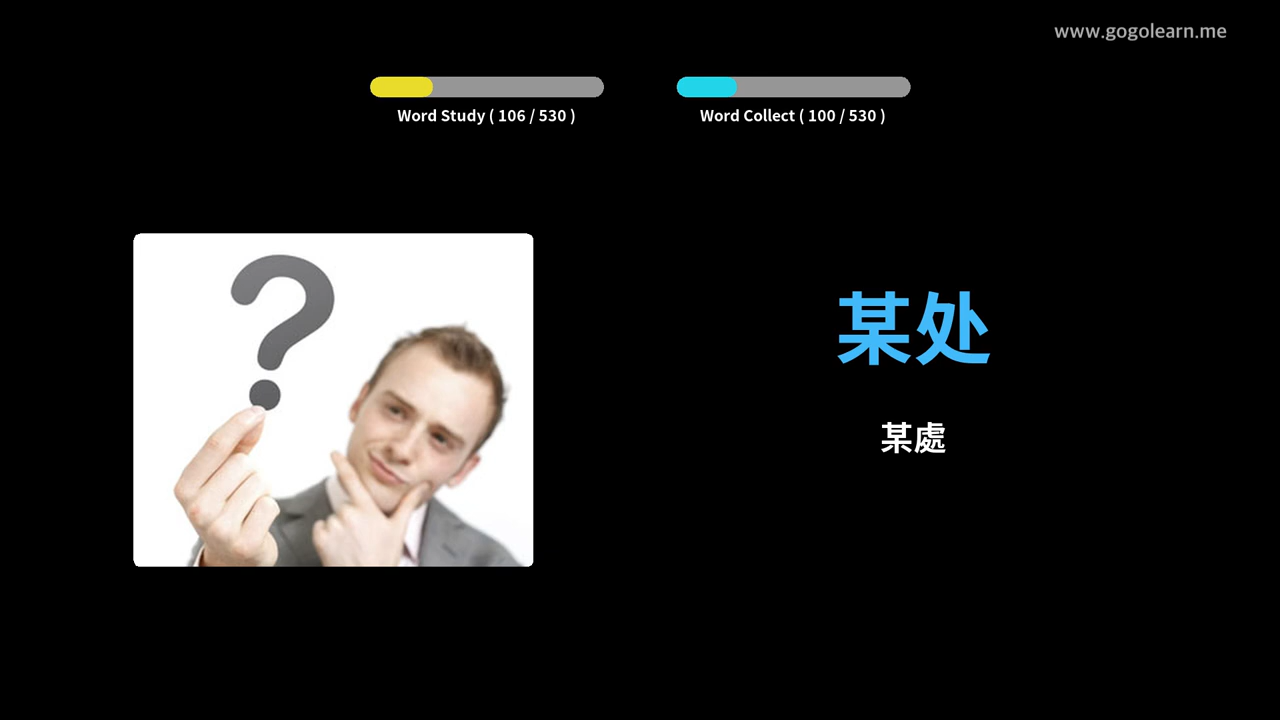 www.gogolearn.me
Word Study ( 106 / 530 )
Word Collect ( 100 / 530 )
?
某处
某處